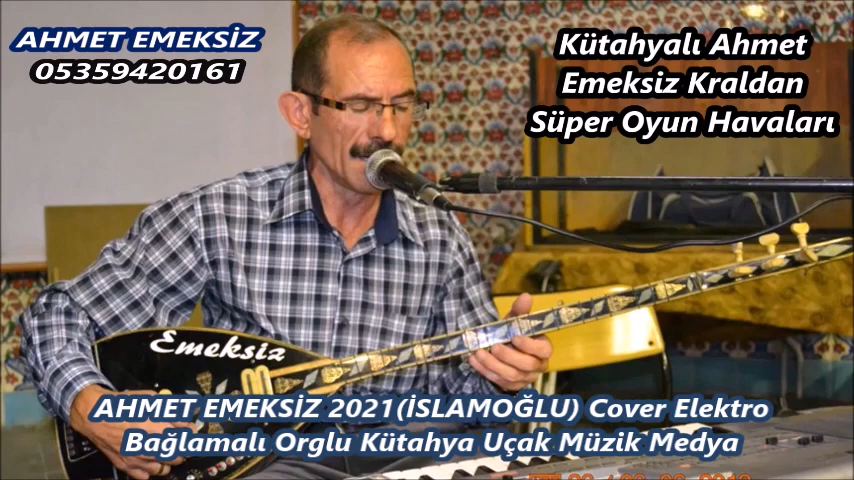 AHMET EMEKSİZ
05359420161
Kütahyalı Ahmet
Emeksiz Kraldan
Süper Oyun Havaları
Emeksiz
AHMET EMEKSİZ 2021(İSLAMOĞLU) Cover Elektro
Bağlamalı Orglu Kütahya Uçak Müzik Medya